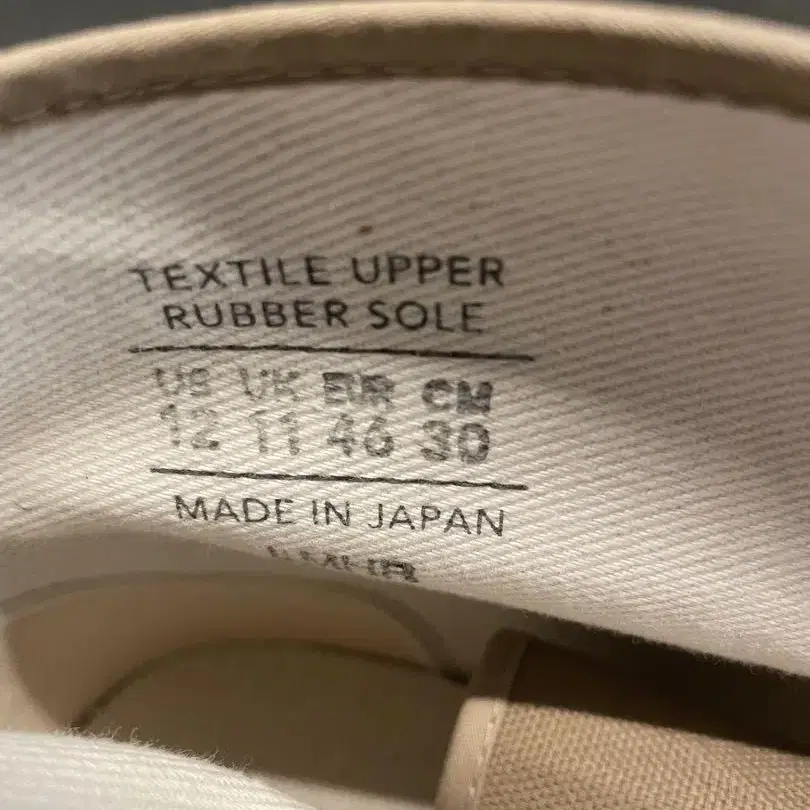 TEXTILE UPPER
RUBBER SOLE
US UK EUR CM
12 11 46 30
MADE IN JAPAN